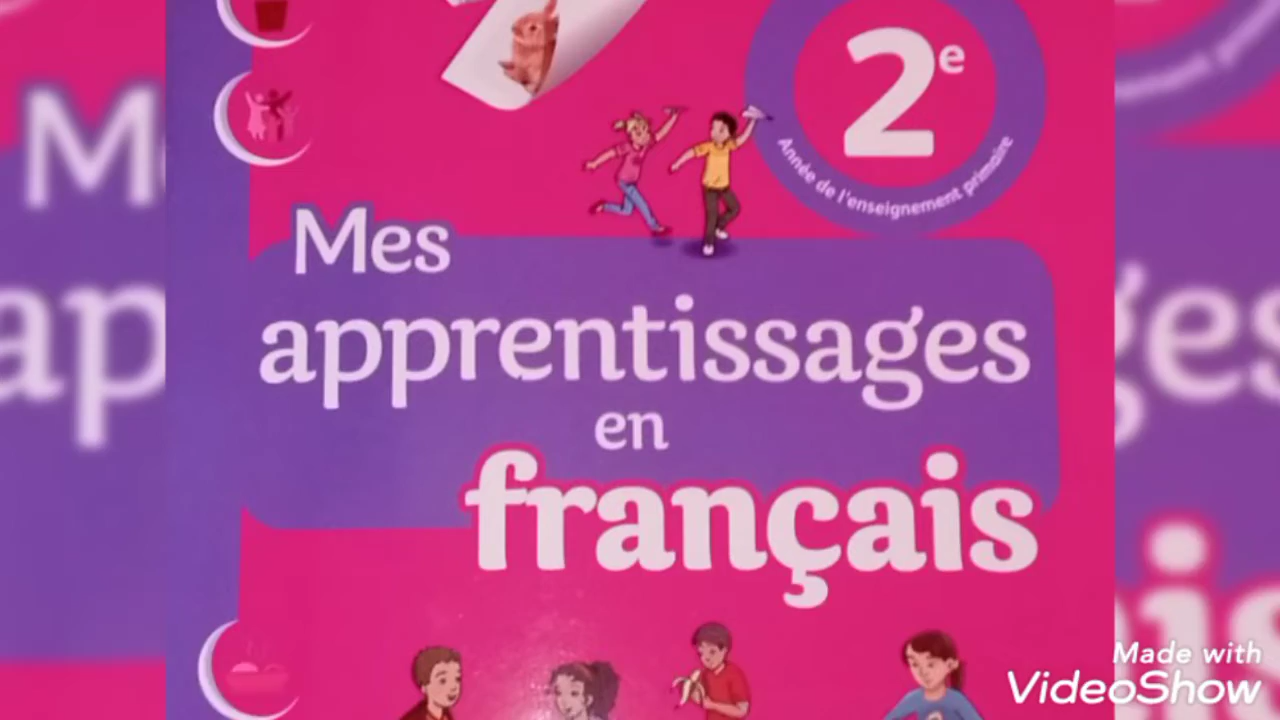 2e
Année de l'enseignement primaire
Mes
apprentissages
en
français
Made with
VideoShow